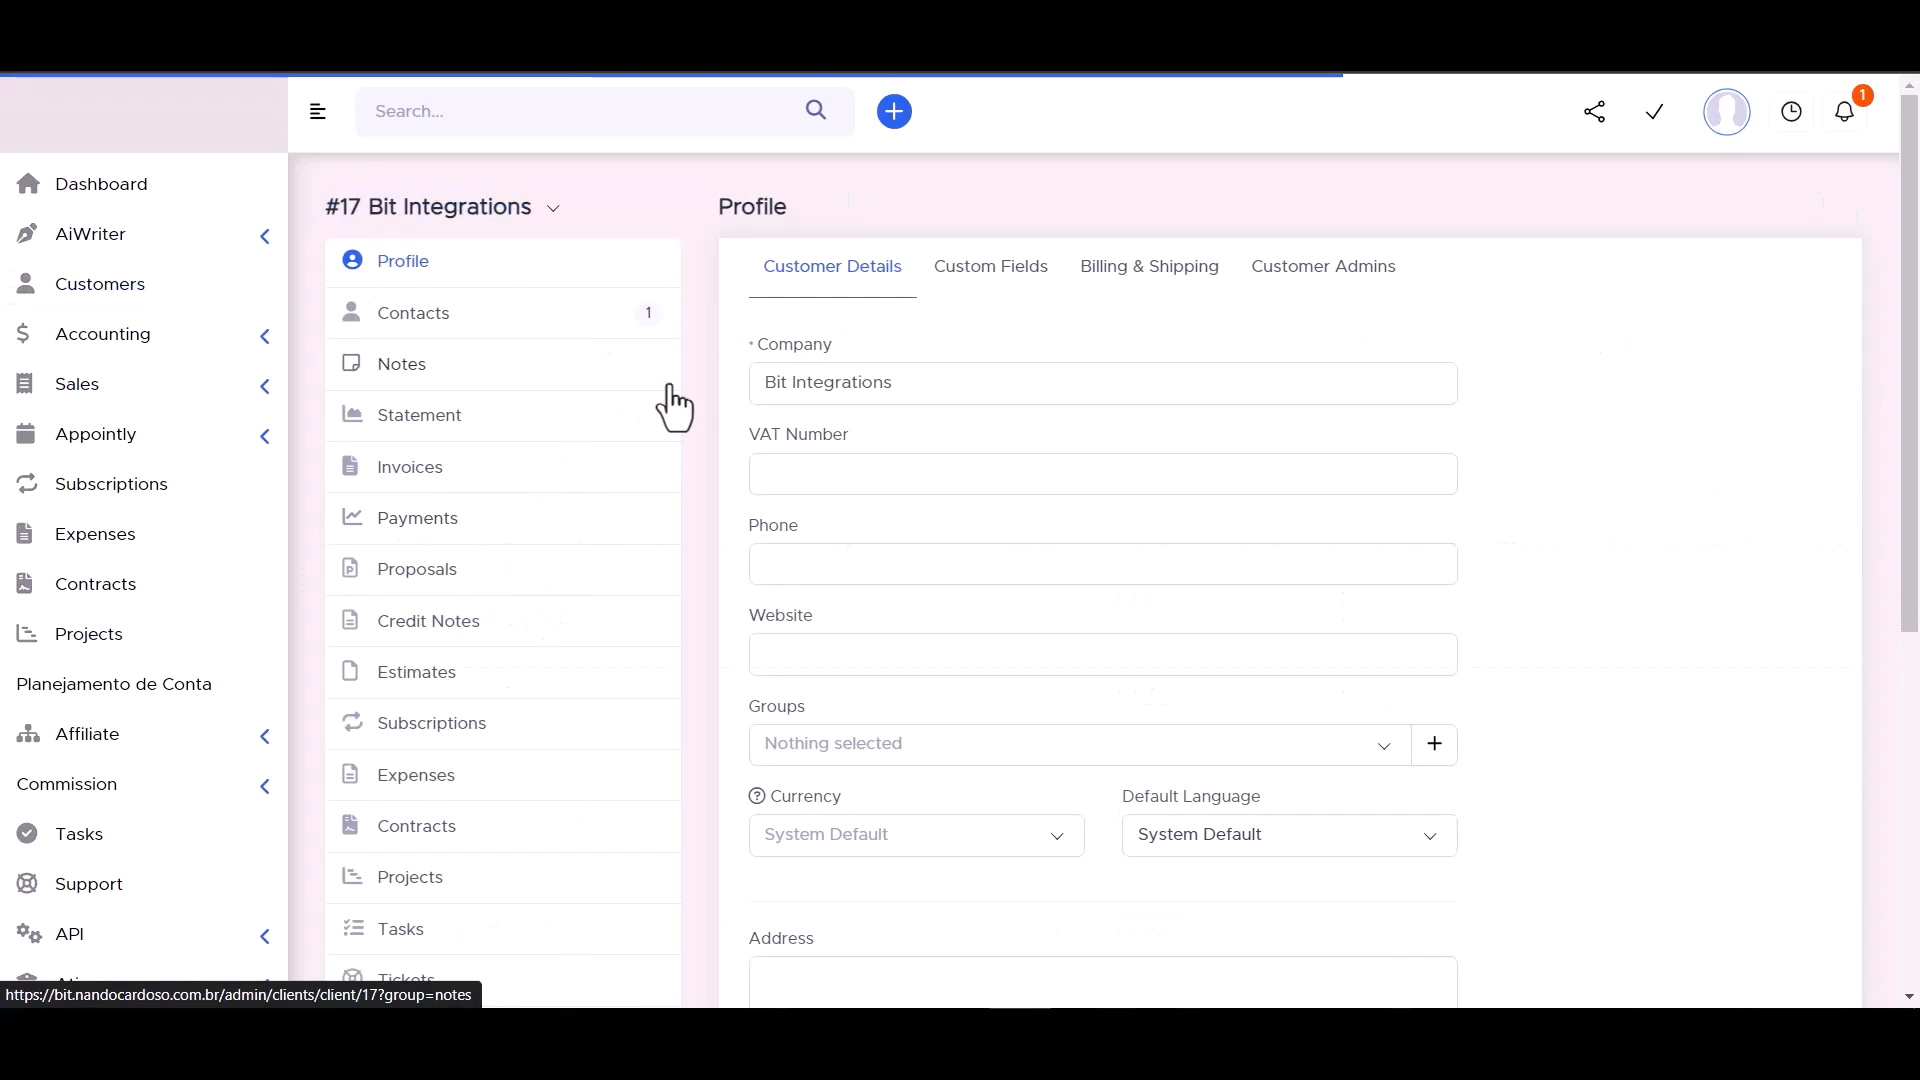 Search...
1
Dashboard
AiWriter
Customers
Accounting
Sales
Appointly
Subscriptions
Expenses
Contracts
Projects
Planejamento de Conta
Affiliate
Commission
Tasks
Support
API
#17 Bit Integrations
Profile
Contacts 1
Notes
Statement
Invoices
Payments
Proposals
Credit Notes
Estimates
Subscriptions
Expenses
Contracts
Projects
Tasks
Tickets
Profile
Customer Details Custom Fields Billing & Shipping Customer Admins
* Company
Bit Integrations
VAT Number
Phone
Website
Groups
Nothing selected
Currency Default Language
System Default System Default
Address
https://bit.nandocardoso.com.br/admin/clients/client/17?group=notes